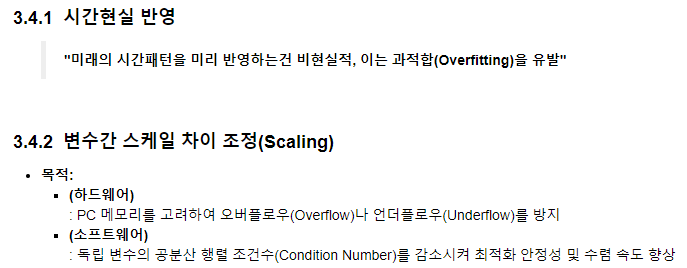 3.4.1 시간현실 반영
"미래의 시간패턴을 미리 반영하는건 비현실적, 이는 과적합(Overfitting)을 유발"
3.4.2 변수간 스케일 차이 조정(Scaling)
목적:
(하드웨어)
: PC 메모리를 고려하여 오버플로우(Overflow)나 언더플로우(Underflow)를 방지
(소프트웨어)
: 독립 변수의 공분산 행렬 조건수(Condition Number)를 감소시켜 최적화 안정성 및 수렴 속도 향상